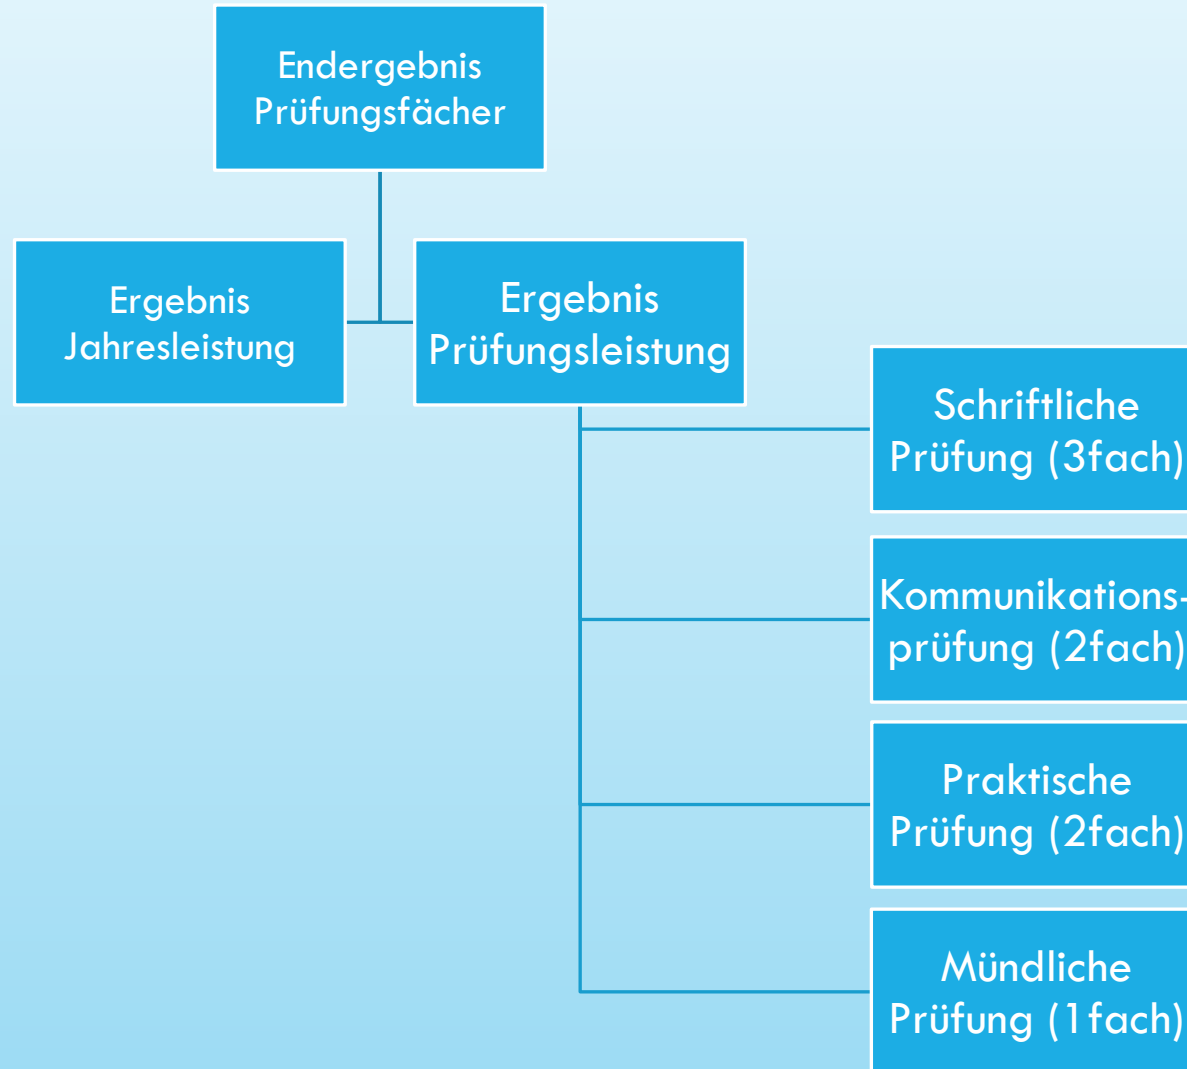 Endergebnis
Prüfungsfächer
Ergebnis
Jahresleistung
Ergebnis
Prüfungsleistung
Schriftliche
Prüfung (3fach)
Kommunikations-
prüfung (2fach)
Praktische
Prüfung (2fach)
Mündliche
Prüfung (1fach)